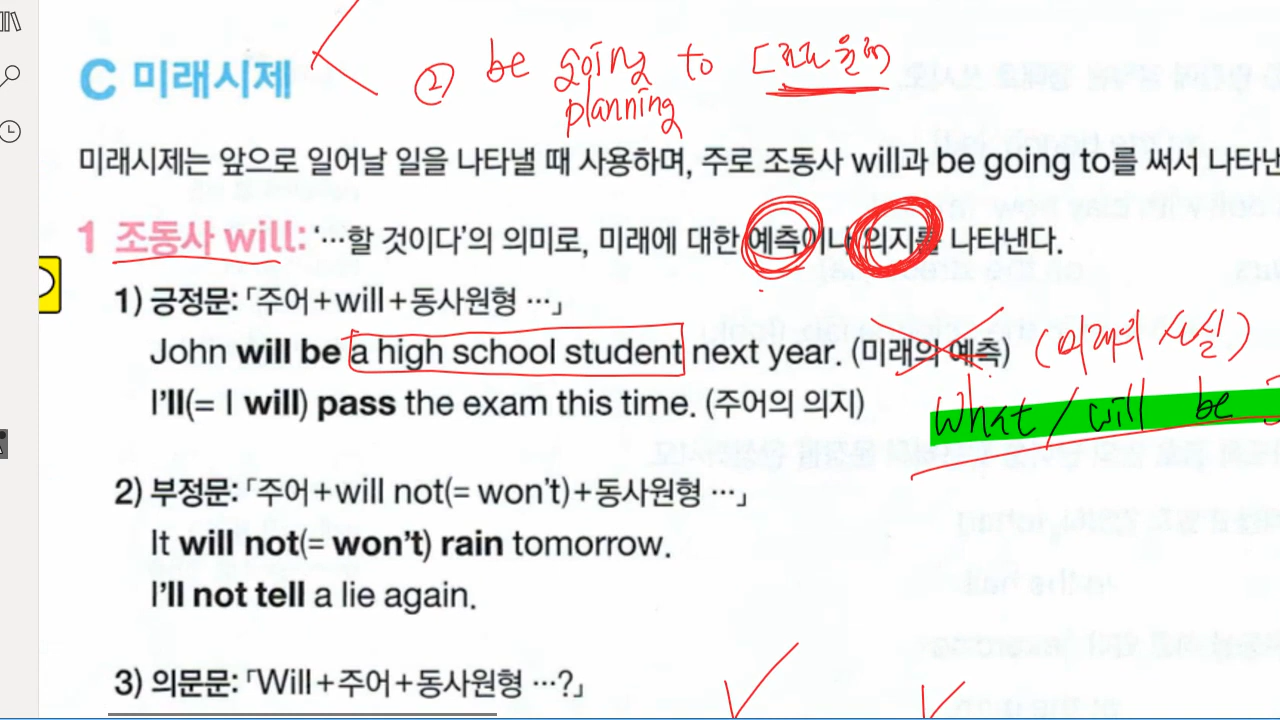 ② be going to
planning
C 미래시제
미래시제는 앞으로 일어날 일을 나타낼 때 사용하며, 주로 조동사 will과 be going to를 써서 나타낸
1 조동사 will: '…할 것이다'의 의미로, 미래에 대한 예측이나 의지를 나타낸다.
1) 긍정문: 「주어+will+동사원형 …」
John will be a high school student next year. (미래의 예측) (미래의 사실)
I'll(= I will) pass the exam this time. (주어의 의지) What / will be
2) 부정문: 「주어+will not(= won't)+동사원형 …」
It will not(= won't) rain tomorrow.
I'll not tell a lie again.
3) 의문문: 「Will+주어+동사원형 …?」